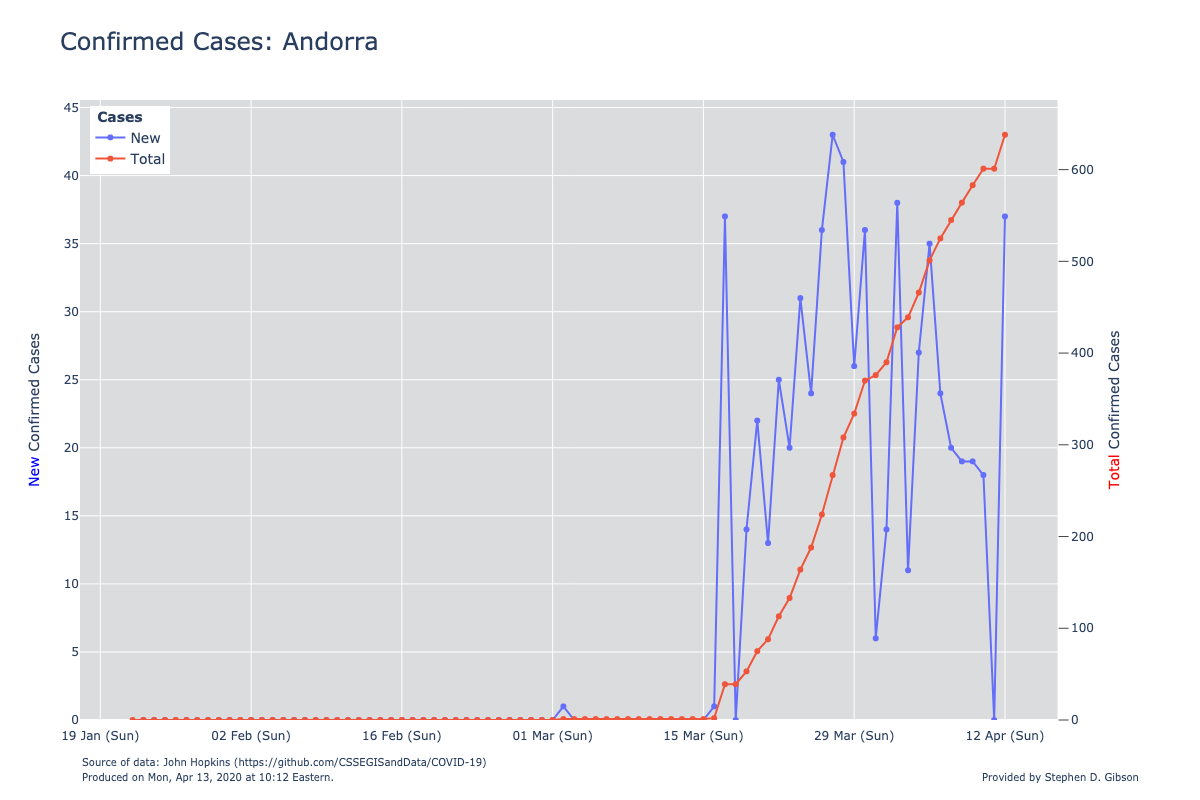 Confirmed Cases: Andorra
Cases
New
Total
45
40
35
30
25
20
15
10
5
0
New Confirmed Cases
600
500
400
300
200
100
0
Total Confirmed Cases
19 Jan (Sun) 02 Feb (Sun) 16 Feb (Sun) 01 Mar (Sun) 15 Mar (Sun) 29 Mar (Sun) 12 Apr (Sun)
Source of data: John Hopkins (https://github.com/CSSEGISandData/COVID-19)
Produced on Mon, Apr 13, 2020 at 10:12 Eastern.
Provided by Stephen D. Gibson